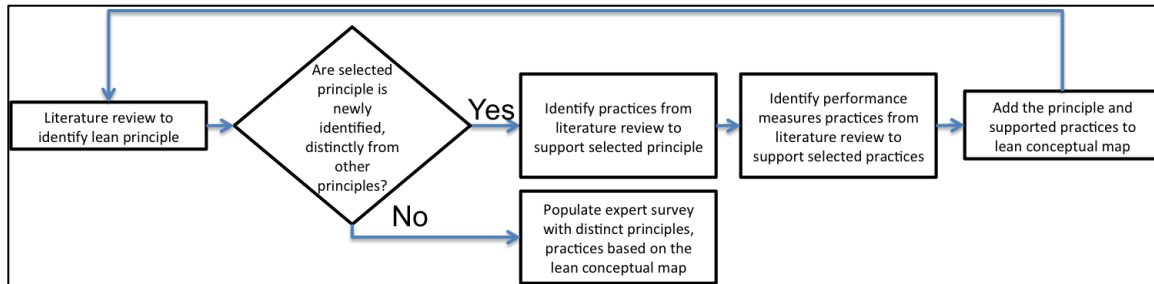 Literature review to
identify lean principle
Are selected
principle is
newly
identified,
distinctly from
other
principles?
Yes
Identify practices from
literature review to
support selected principle
Identify performance
measures practices from
literature review to
support selected practices
Add the principle and
supported practices to
lean conceptual map
No
Populate expert survey
with distinct principles,
practices based on the
lean conceptual map